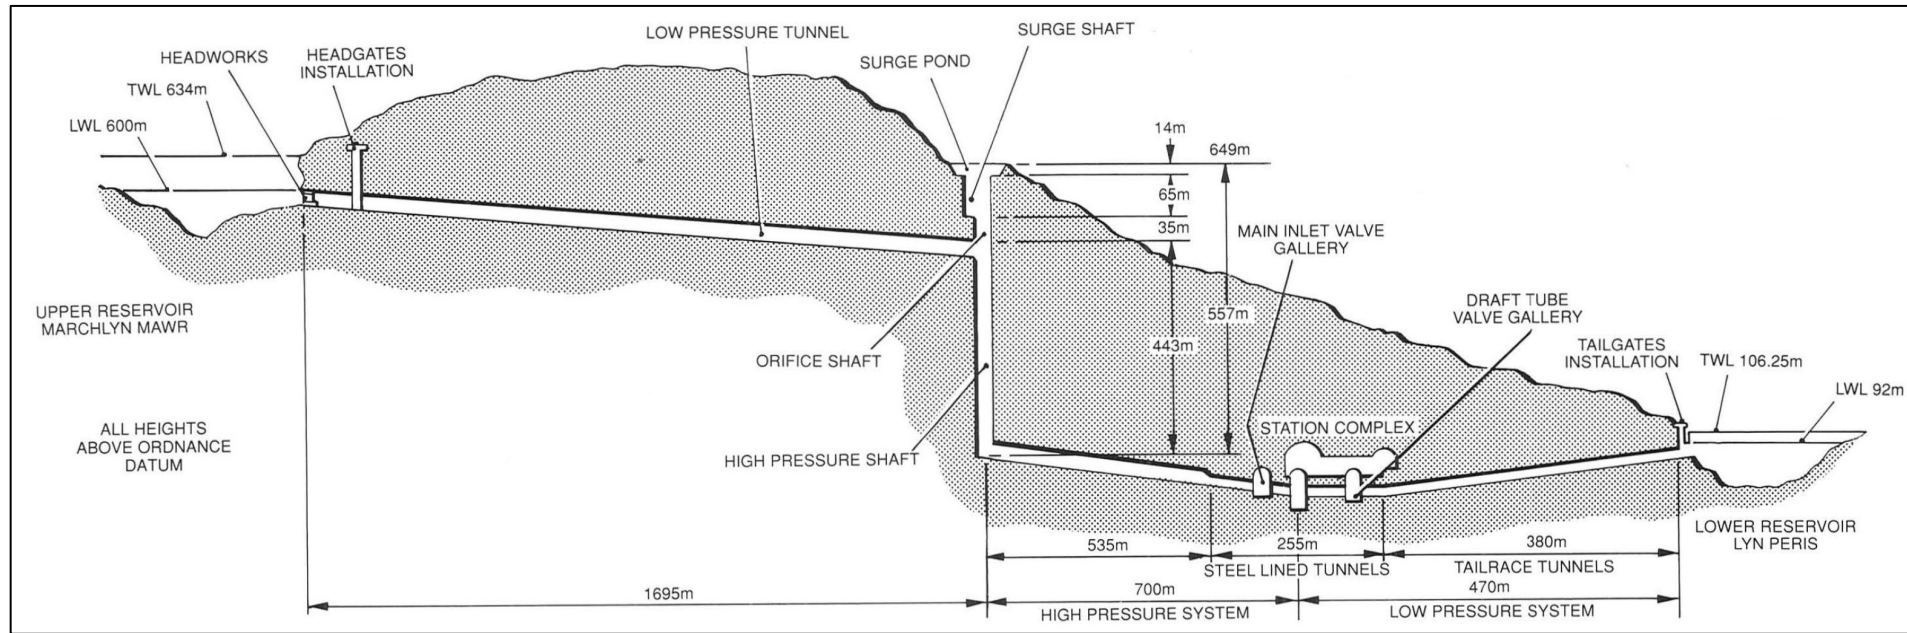 LOW PRESSURE TUNNEL
SURGE SHAFT
HEADWORKS
HEADGATES
INSTALLATION
SURGE POND
TWL 634m
LWL 600m
14m
649m
65m
35m
MAIN INLET VALVE
GALLERY
UPPER RESERVOIR
MARCHLYN MAWR
557m
DRAFT TUBE
VALVE GALLERY
443m
ORIFICE SHAFT
TAILGATES
INSTALLATION
TWL 106.25m
LWL 92m
ALL HEIGHTS
ABOVE ORDNANCE
DATUM
STATION COMPLEX
HIGH PRESSURE SHAFT
LOWER RESERVOIR
LYN PERIS
535m
255m
380m
STEEL LINED TUNNELS
TAILRACE TUNNELS
1695m
700m
470m
HIGH PRESSURE SYSTEM
LOW PRESSURE SYSTEM